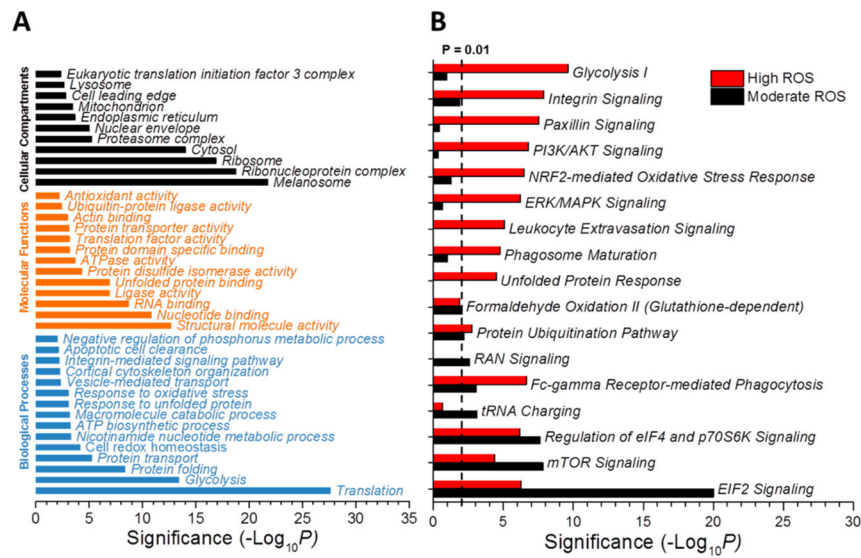 A
Cellular Compartments
Eukaryotic translation initiation factor 3 complex
Lysosome
Cell leading edge
Mitochondrion
Endoplasmic reticulum
Nuclear envelope
Proteasome complex
Cytosol
Ribosome
Ribonucleoprotein complex
Melanosome
Molecular Functions
Antioxidant activity
Ubiquitin-protein ligase activity
Actin binding
Protein transporter activity
Translation factor activity
Protein domain specific binding
ATPase activity
Protein disulfide isomerase activity
Unfolded protein binding
Ligase activity
RNA binding
Nucleotide binding
Structural molecule activity
Biological Processes
Negative regulation of phosphorus metabolic process
Apoptotic cell clearance
Integrin-mediated signaling pathway
Cortical cytoskeleton organization
Vesicle-mediated transport
Response to oxidative stress
Response to unfolded protein
Macromolecule catabolic process
ATP biosynthetic process
Nicotinamide nucleotide metabolic process
Cell redox homeostasis
Protein transport
Protein folding
Glycolysis
Translation
0 5 10 15 20 25 30 35
Significance (-Log10P)
B
P = 0.01
High ROS
Moderate ROS
Glycolysis I
Integrin Signaling
Paxillin Signaling
PI3K/AKT Signaling
NRF2-mediated Oxidative Stress Response
ERK/MAPK Signaling
Leukocyte Extravasation Signaling
Phagosome Maturation
Unfolded Protein Response
Formaldehyde Oxidation II (Glutathione-dependent)
Protein Ubiquitination Pathway
RAN Signaling
Fc-gamma Receptor-mediated Phagocytosis
tRNA Charging
Regulation of eIF4 and p70S6K Signaling
mTOR Signaling
EIF2 Signaling
0 5 10 15 20 25 30
Significance (-Log10P)